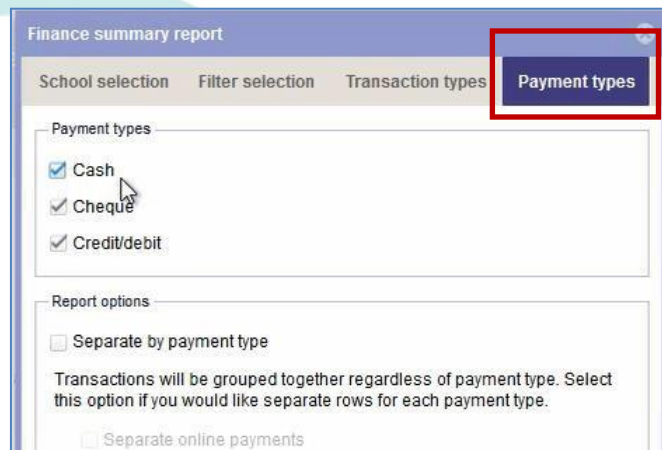 Finance summary report
School selection Filter selection Transaction types Payment types
Payment types
Cash
Cheque
Credit/debit
Report options
Separate by payment type
Transactions will be grouped together regardless of payment type. Select
this option if you would like separate rows for each payment type.
Separate online payments